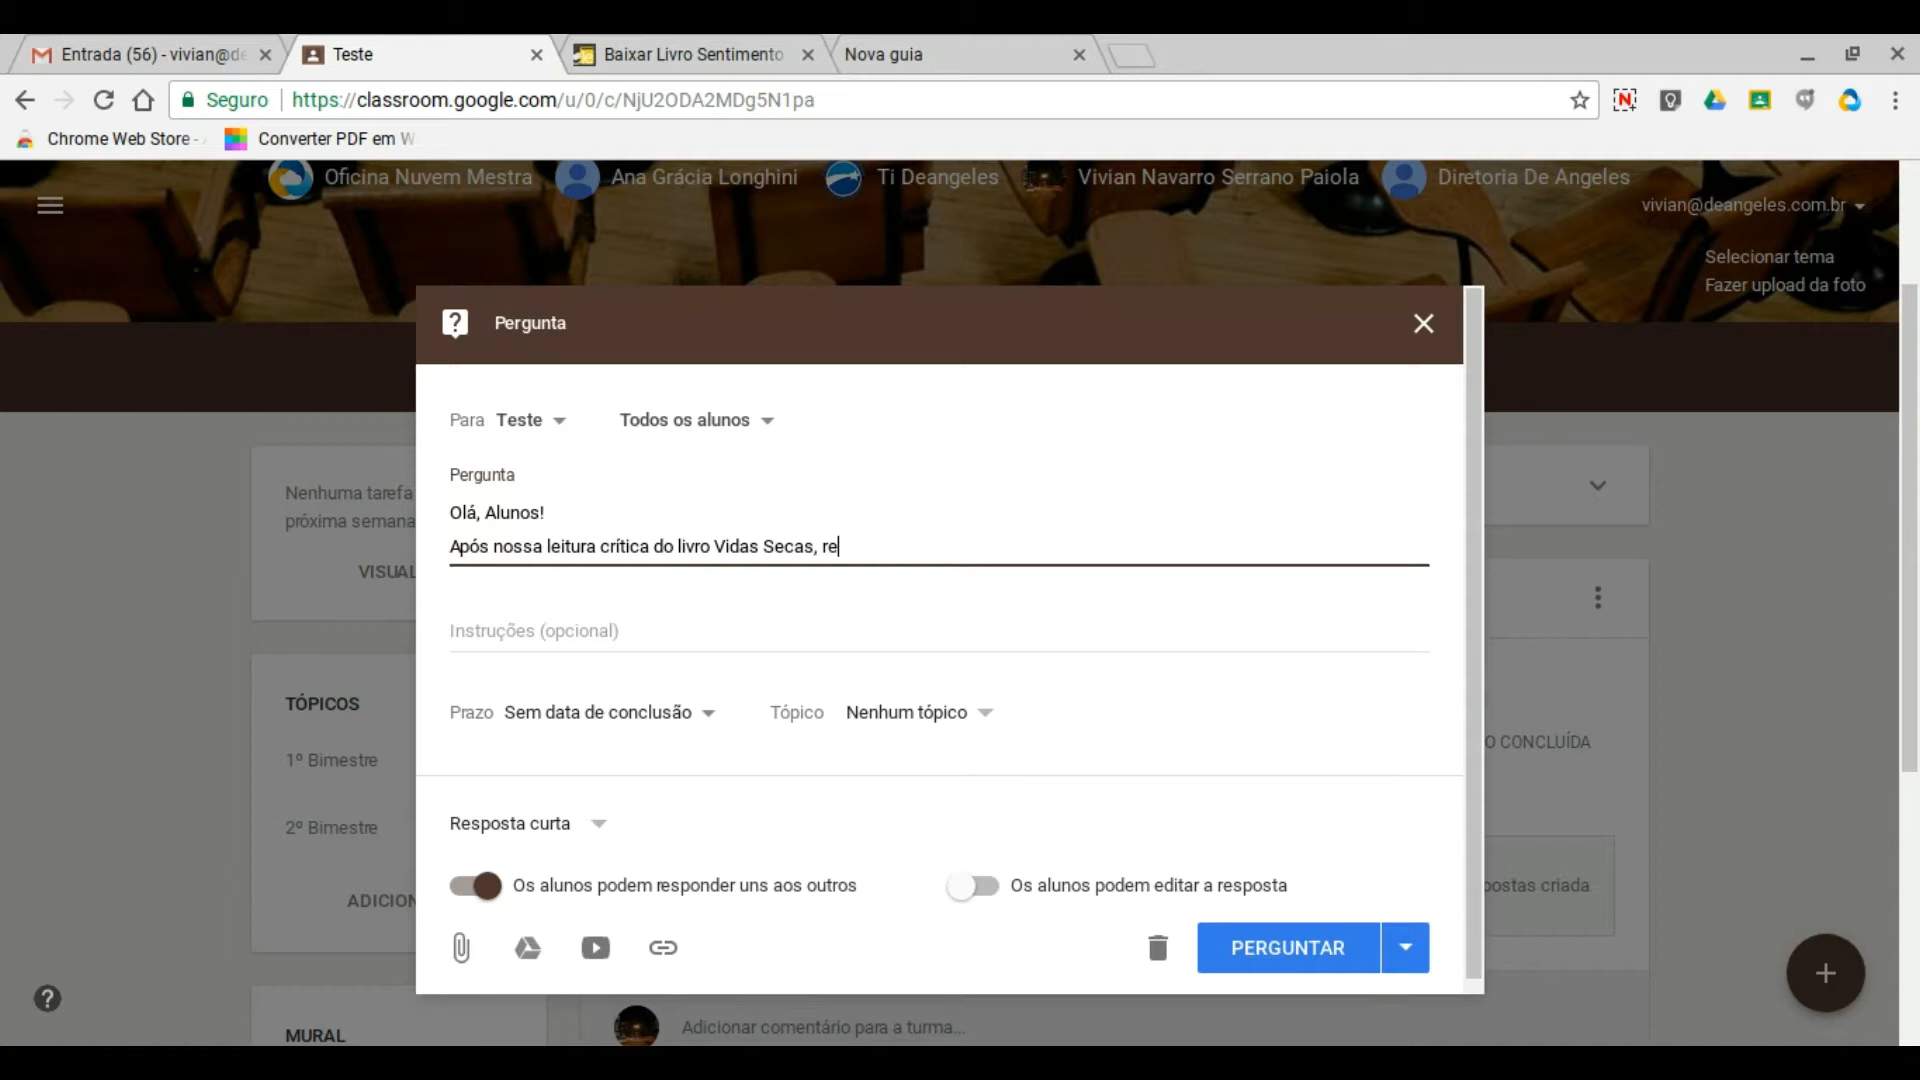 Entrada (56) - vivian@de
Teste
Baixar Livro Sentimento
Nova guia
Seguro
https://classroom.google.com/u/0/c/NjU2ODA2MDg5N1pa
Chrome Web Store -
Converter PDF em W
Oficina Nuvem Mestra
Ana Grácia Longhini
Ti Deangeles
Vivian Navarro Serrano Paiola
Diretoria De Angeles
vivian@deangeles.com.br
Selecionar tema
Fazer upload da foto
Pergunta
Para Teste
Todos os alunos
Pergunta
Olá, Alunos!
Após nossa leitura crítica do livro Vidas Secas, re
Instruções (opcional)
Prazo Sem data de conclusão
Tópico Nenhum tópico
Nenhuma tarefa
próxima semana
VISUAL
TÓPICOS
1º Bimestre
2º Bimestre
ADICION
MURAL
O CONCLUÍDA
postas criada
Resposta curta
Os alunos podem responder uns aos outros
Os alunos podem editar a resposta
PERGUNTAR
Adicionar comentário para a turma...